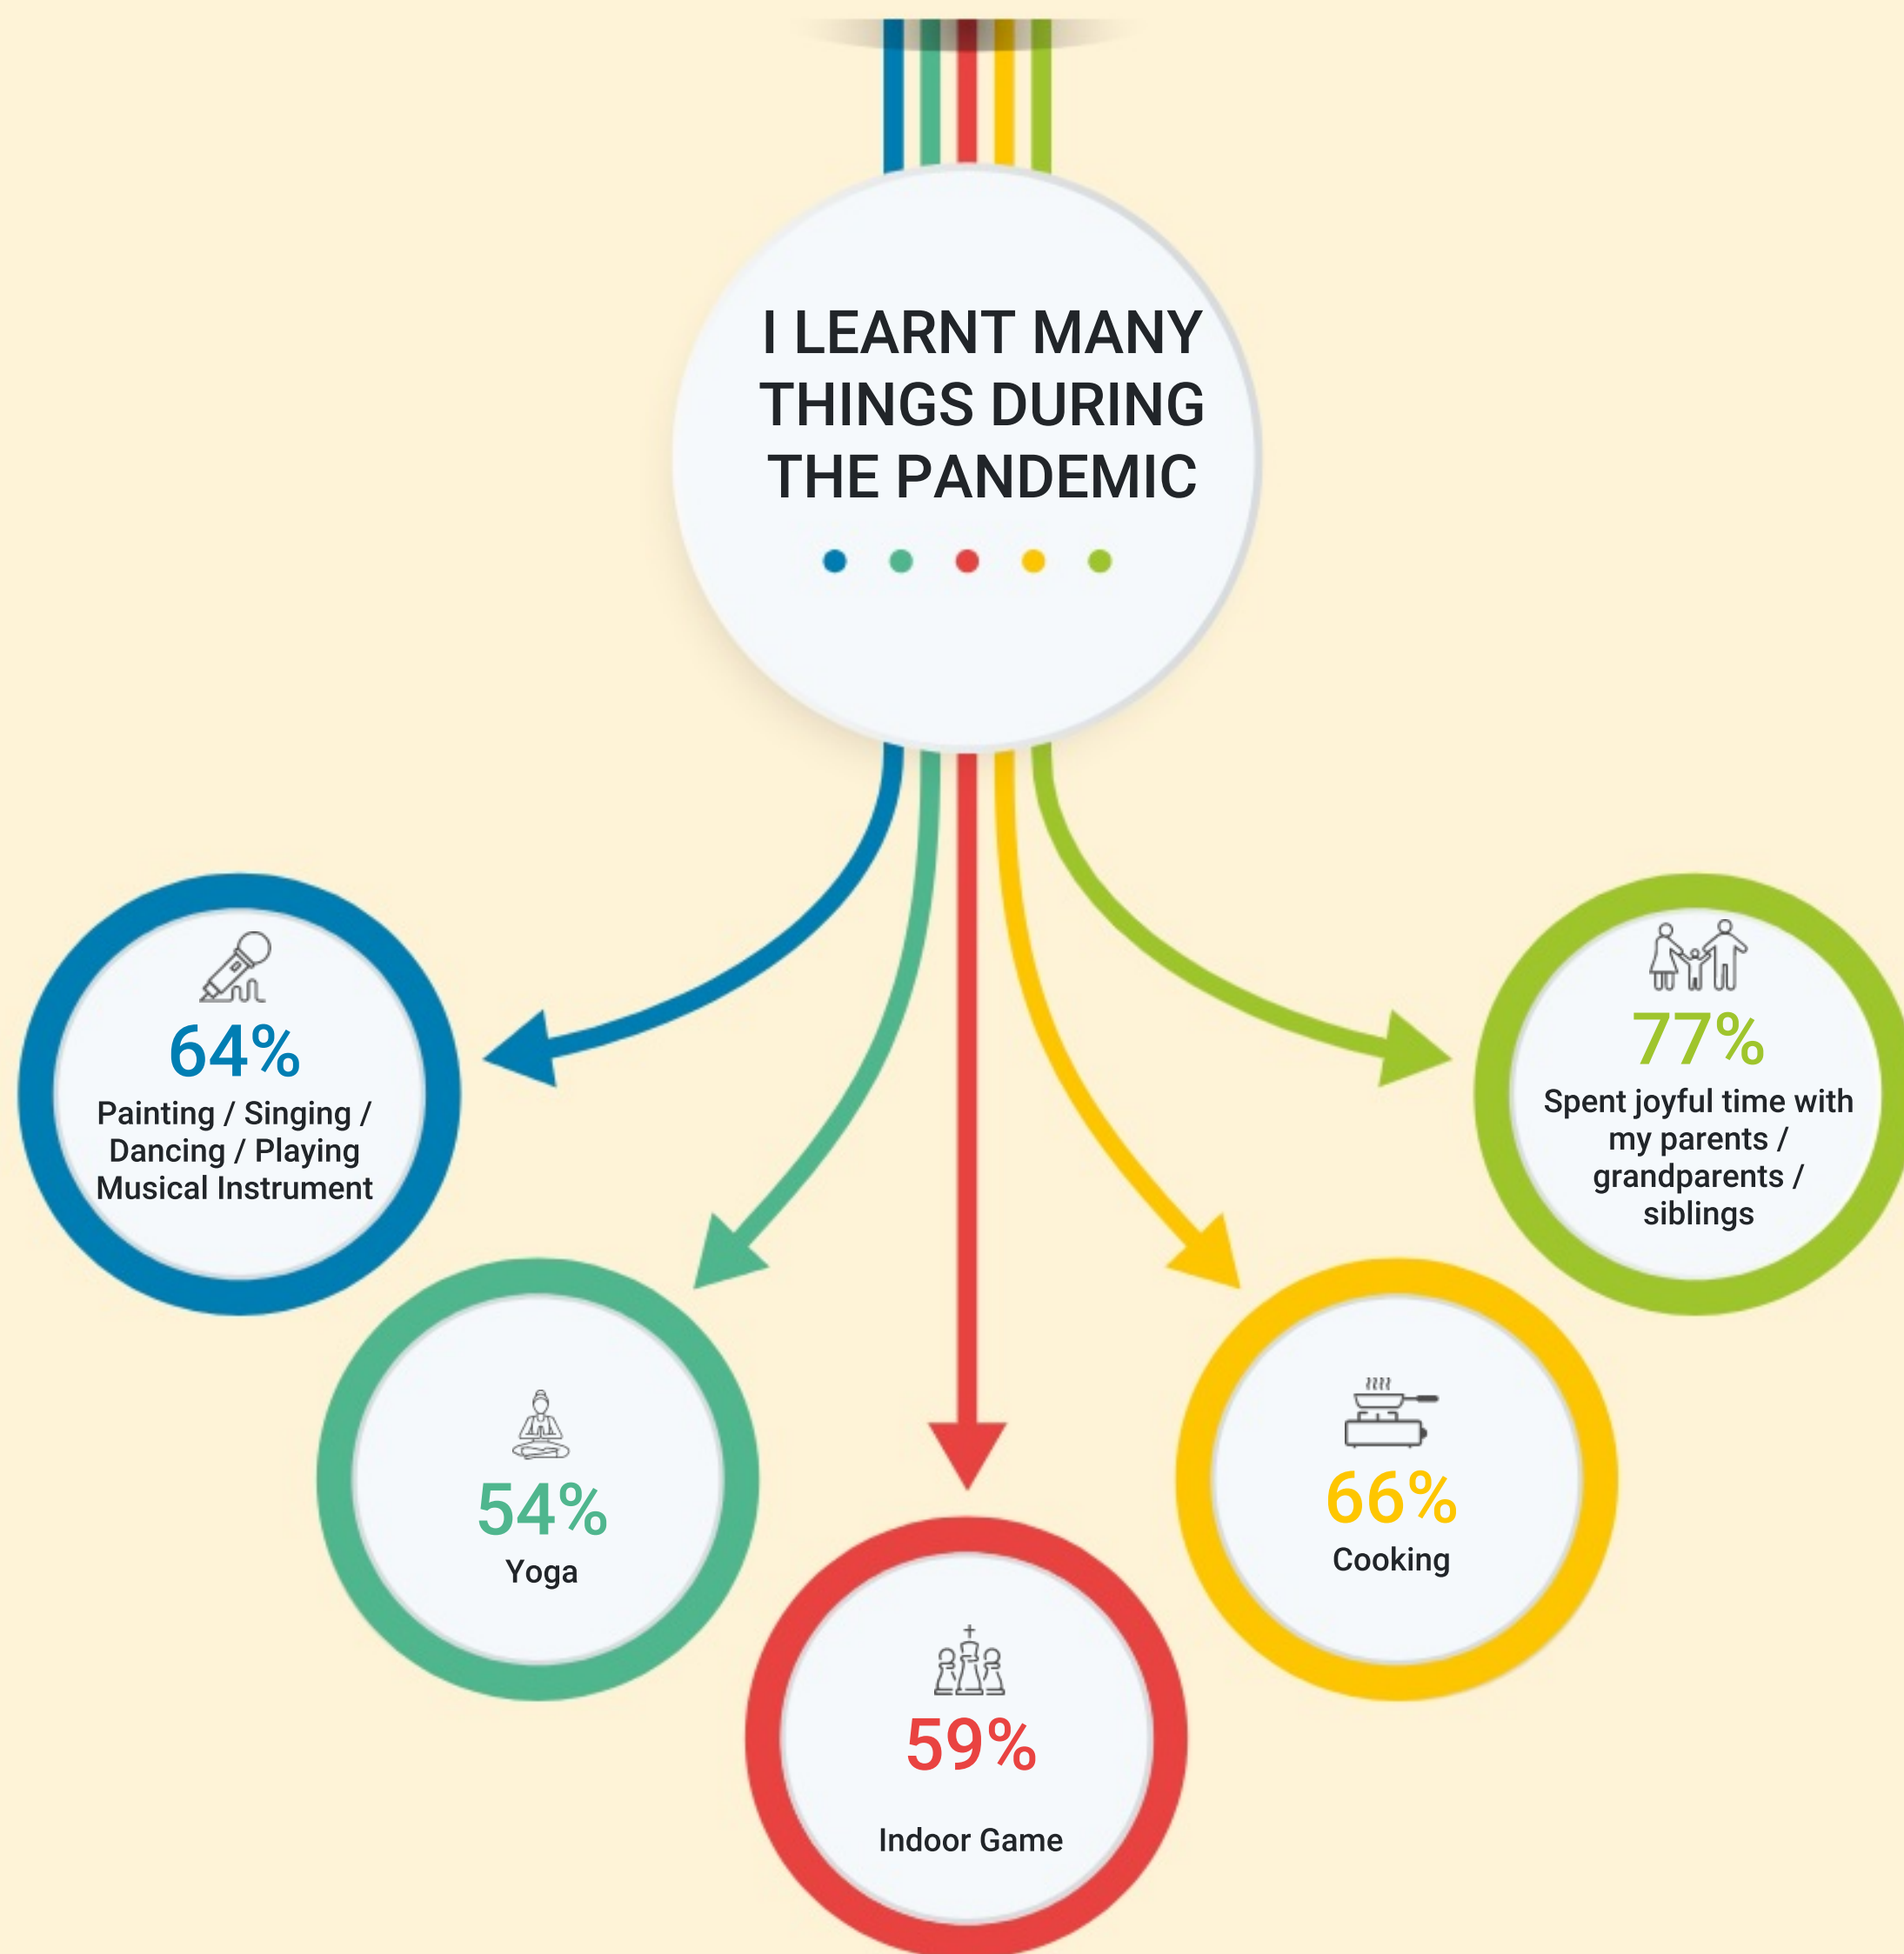 I LEARNT MANY
THINGS DURING
THE PANDEMIC
64%
Painting / Singing /
Dancing / Playing
Musical Instrument
77%
Spent joyful time with
my parents /
grandparents /
siblings
54%
Yoga
66%
Cooking
59%
Indoor Game